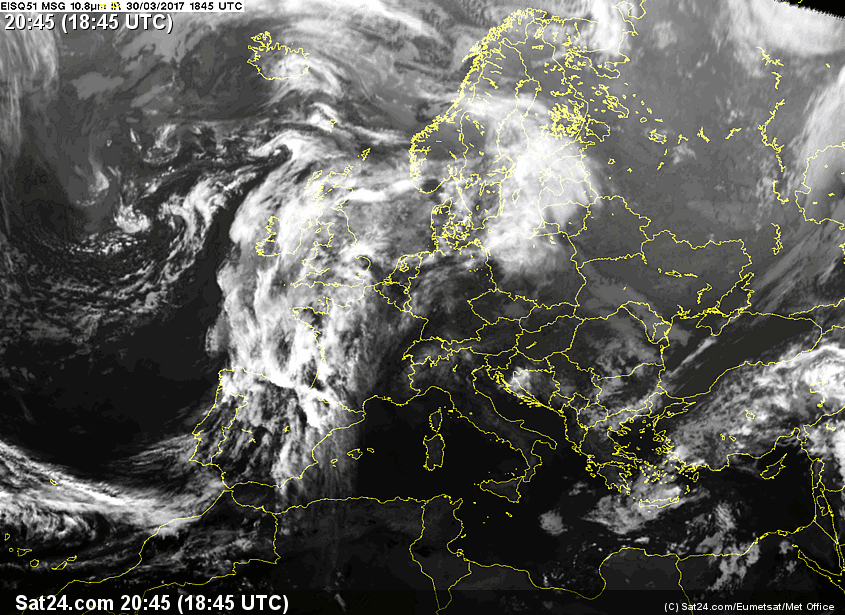 EISQ51 MSG 10.8µm IR 30/03/2017 1845 UTC
20:45 (18:45 UTC)
Sat24.com 20:45 (18:45 UTC)
(C) Sat24.com/Eumetsat/Met Office